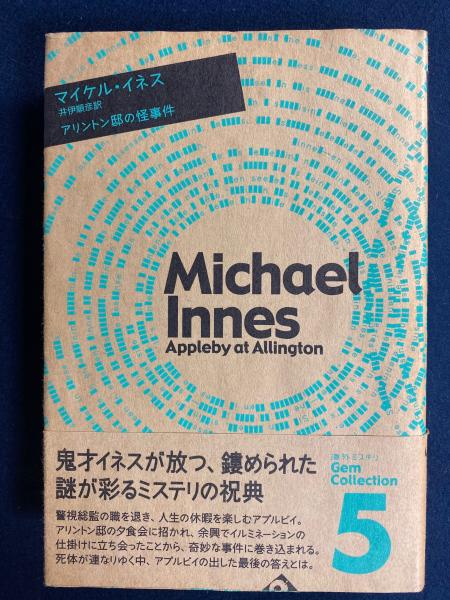 マイケル・イネス
井伊順彦訳
アリントン邸の怪事件
Michael
Innes
Appleby at Allington
鬼才イネスが放つ、鏤められた
謎が彩るミステリの祝典
警視総監の職を退き、人生の休暇を楽しむアプルビイ。
アリントン邸の夕食会に招かれ、余興でイルミネーションの
仕掛けに立ち会ったことから、奇妙な事件に巻き込まれる。
死体が連なりゆく中、アプルビイの出した最後の答えとは。
海外ミステリ
Gem
Collection
5